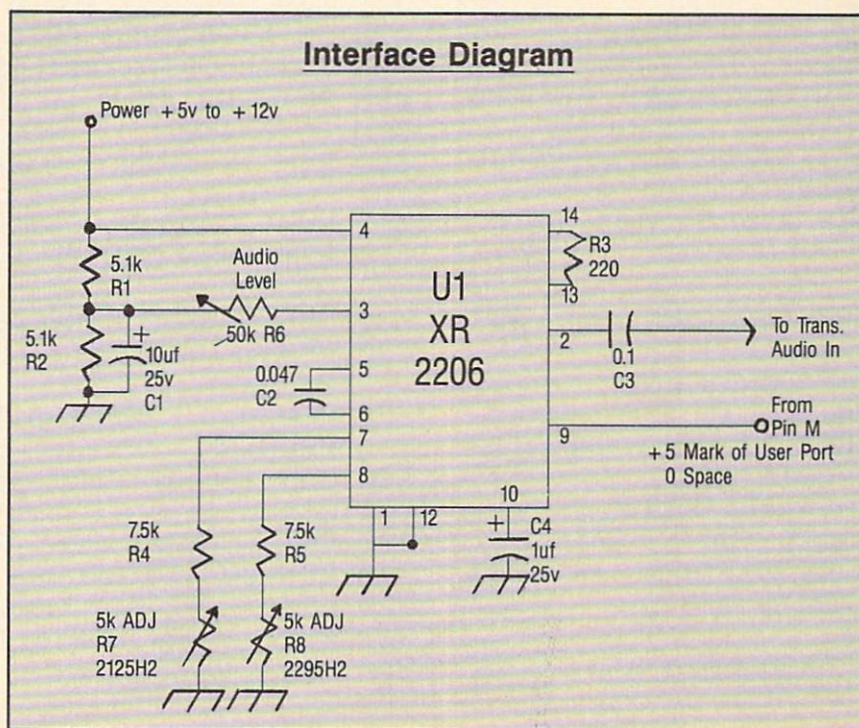 Interface Diagram
Power +5v to +12v
5.1k
R1
5.1k
R2
10uf
25v
C1
+
Audio
Level
50k R6
4
3
5
6
7
8
0.047
C2
U1
XR
2206
14
R3
220
13
2
0.1
C3
To Trans.
Audio In
9
From
Pin M
+5 Mark of User Port
0 Space
1
12
10
+
C4
1uf
25v
7.5k
R4
7.5k
R5
5k ADJ
R7
2125H2
5k ADJ
R8
2295H2